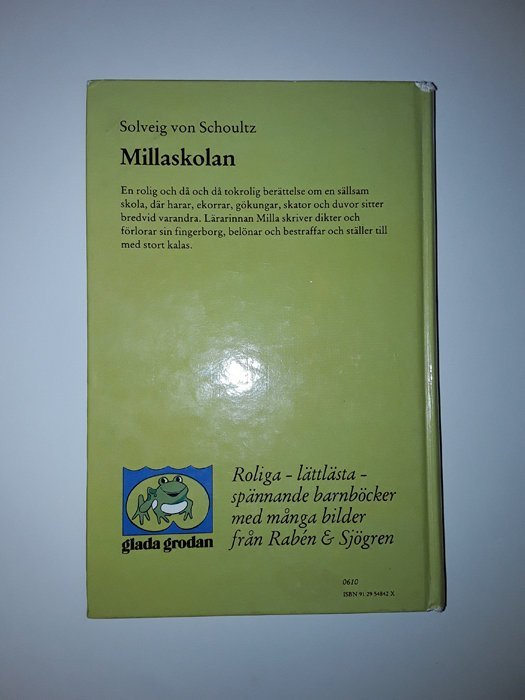 Solveig von Schoultz
Millaskolan
En rolig och då och då tokrolig berättelse om en sällsam
skola, där harar, ekorrar, gökungar, skator och duvor sitter
bredvid varandra. Lärarinnan Milla skriver dikter och
förlorar sin fingerborg, belönar och bestraffar och ställer till
med stort kalas.
Roliga - lättlästa -
spännande barnböcker
med många bilder
från Rabén & Sjögren
glada grodan
0610
ISBN 91 29 54842 X